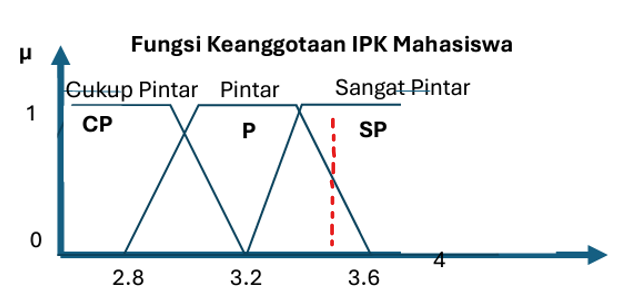 Fungsi Keanggotaan IPK Mahasiswa
µ
Cukup Pintar Pintar Sangat Pintar
1
CP P SP
0
4
2.8 3.2 3.6